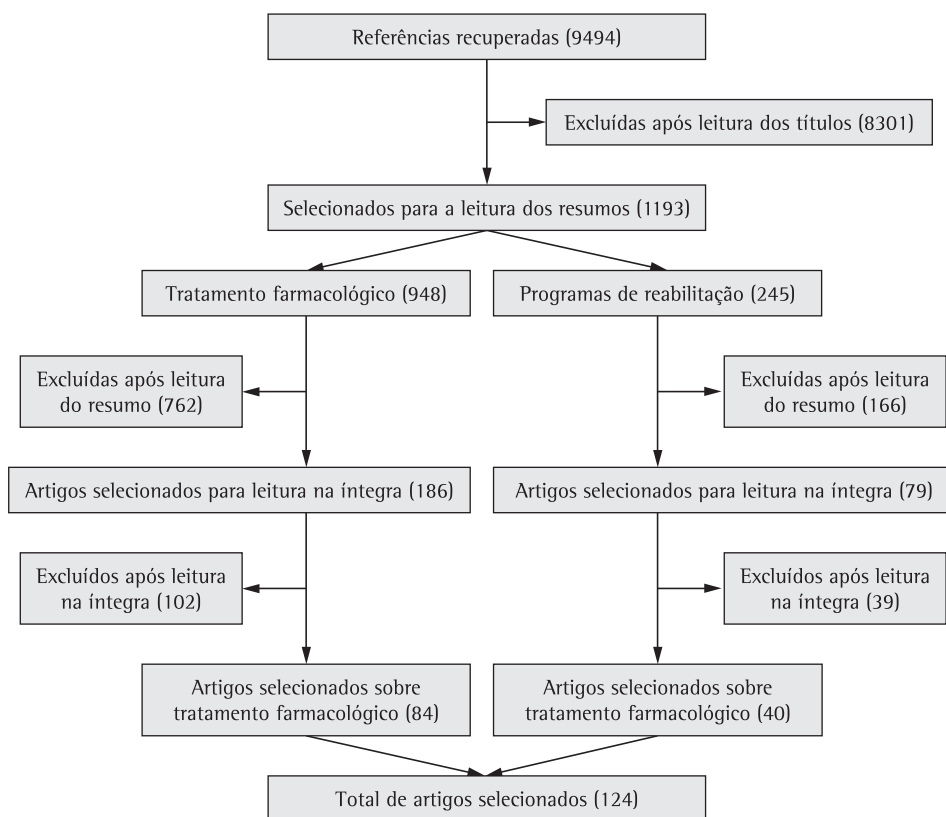 Referências recuperadas (9494)
Excluídas após leitura dos títulos (8301)
Selecionados para a leitura dos resumos (1193)
Tratamento farmacológico (948)
Programas de reabilitação (245)
Excluídas após leitura
do resumo (762)
Excluídas após leitura
do resumo (166)
Artigos selecionados para leitura na íntegra (186)
Artigos selecionados para leitura na íntegra (79)
Excluídos após leitura
na íntegra (102)
Excluídos após leitura
na íntegra (39)
Artigos selecionados sobre
tratamento farmacológico (84)
Artigos selecionados sobre
tratamento farmacológico (40)
Total de artigos selecionados (124)